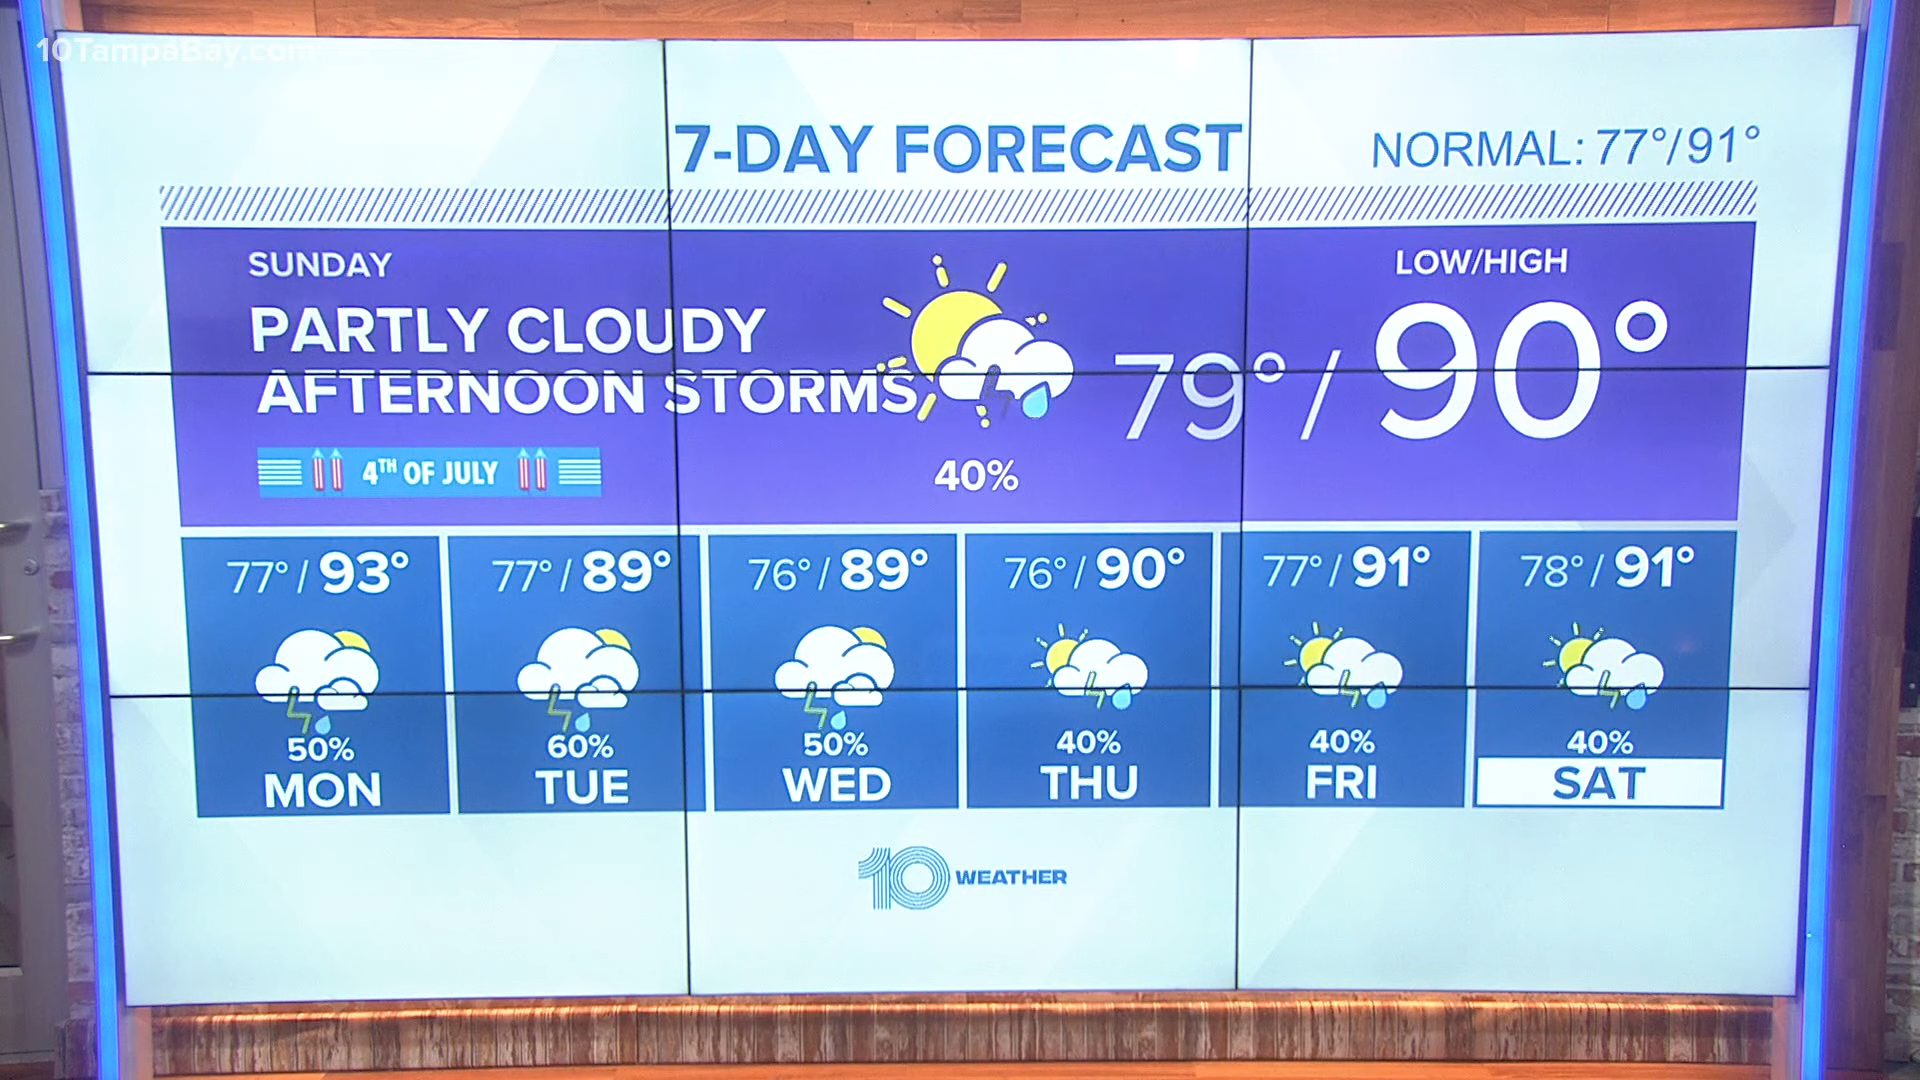 10TampaBay.com
7-DAY FORECAST
NORMAL: 77°/91°
SUNDAY
LOW/HIGH
PARTLY CLOUDY
AFTERNOON STORMS
79°/90°
4TH OF JULY
40%
77°/93° 77°/89° 76°/89° 76°/90° 77°/91° 78°/91°
50% 60% 50% 40% 40% 40%
MON TUE WED THU FRI SAT
10 WEATHER